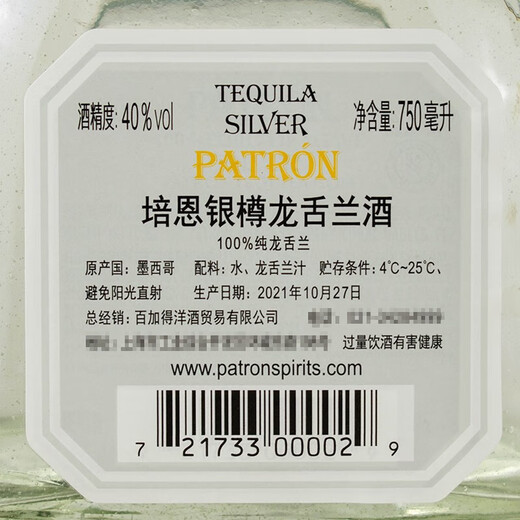 酒精度: 40%vol
TEQUILA
SILVER
净含量: 750毫升
PATRÓN
培恩银樽龙舌兰酒
100%纯龙舌兰
原产国：墨西哥 配料：水、龙舌兰汁 贮存条件：4℃~25℃、
避免阳光直射 生产日期：2021年10月27日
总经销：百加得洋酒贸易有限公司
过量饮酒有害健康
www.patronspirits.com
7 21733 00002 9